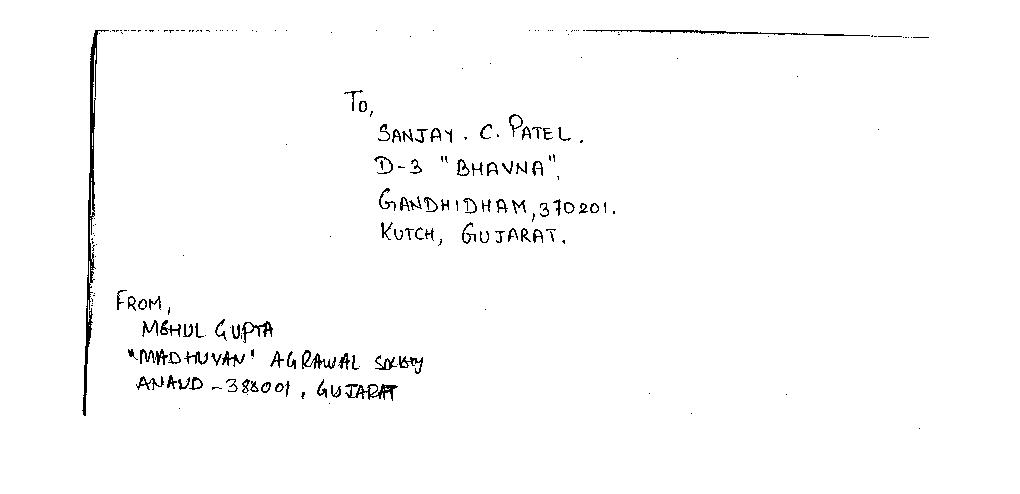 To,
SANJAY. C. PATEL.
D-3 "BHAVNA",
GANDHIDHAM, 370201.
KUTCH, GUJARAT.
FROM,
MEHUL GUPTA
"MADHUVAN" AGRAWAL Society
ANAND - 388001, GUJARAT